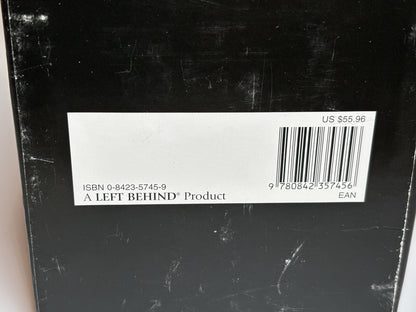 US $55.96
ISBN 0-8423-5745-9
A LEFT BEHIND® Product
9 780842 357456
EAN